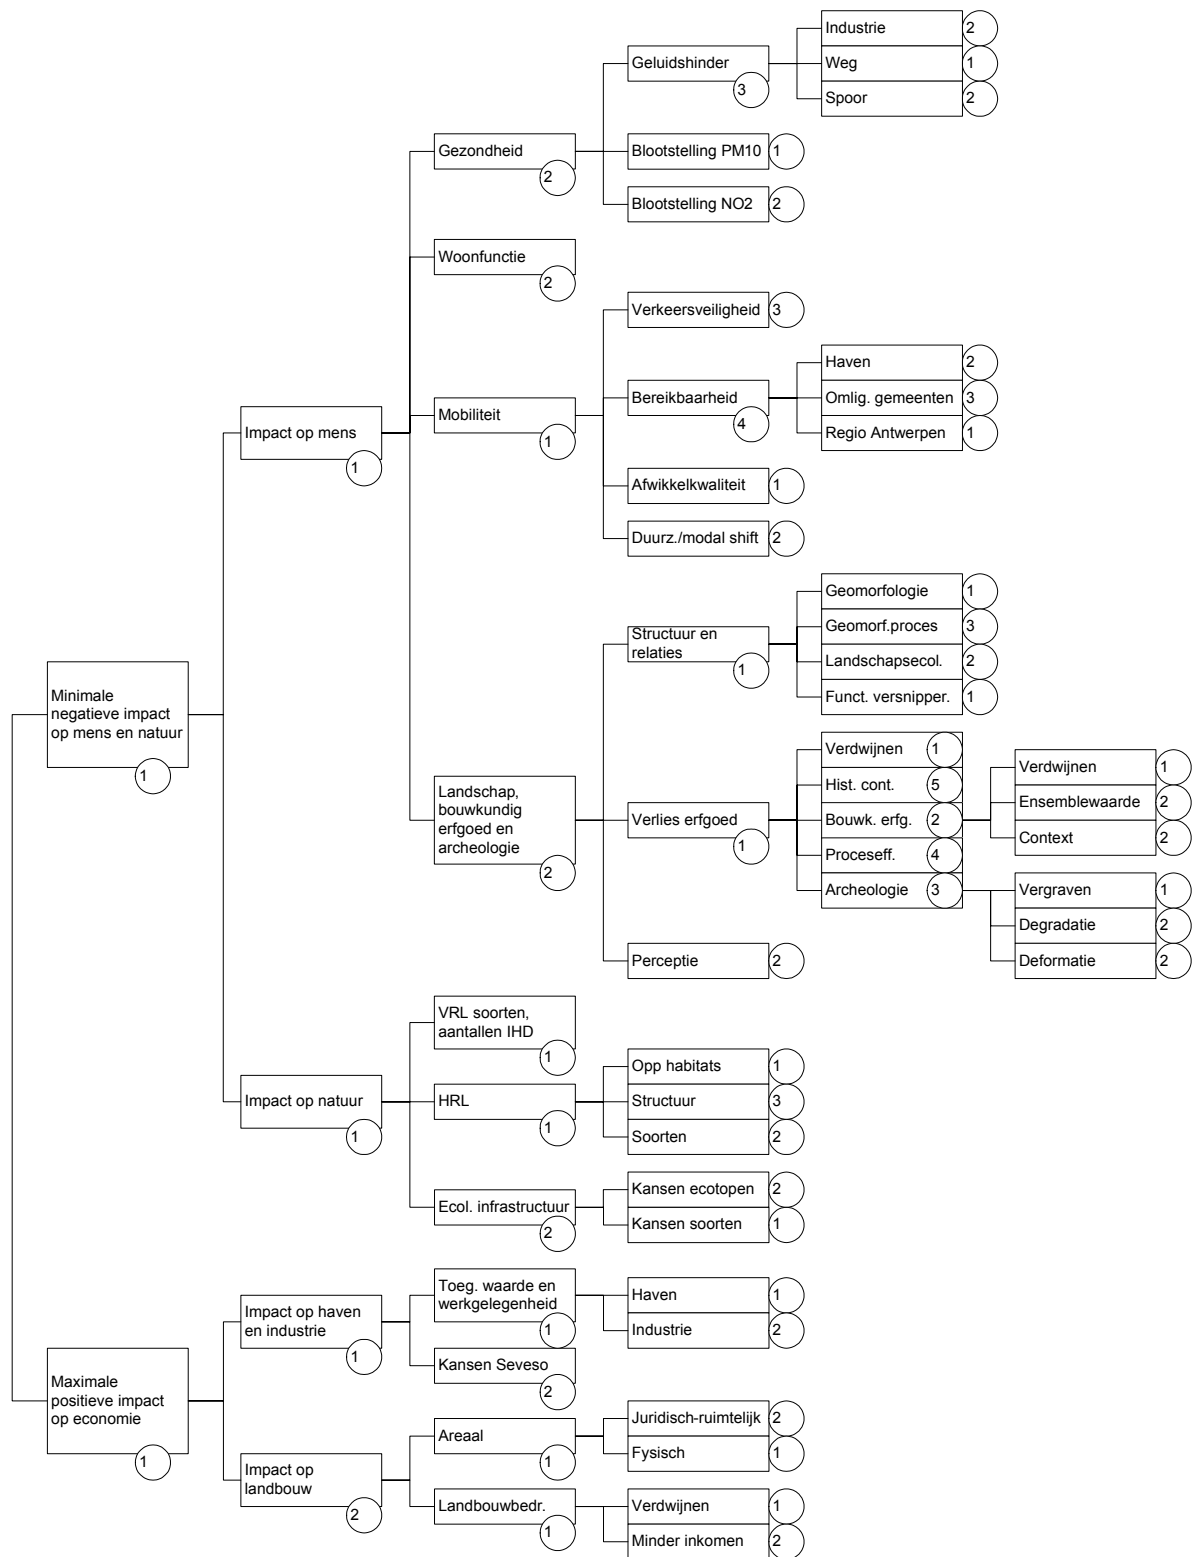 Industrie 2
Geluidshinder Weg 1
3
Spoor 2
Gezondheid Blootstelling PM10 1
2
Blootstelling NO2 2
Woonfunctie
2
Verkeersveiligheid 3
Haven 2
Bereikbaarheid Omlig. gemeenten 3
4
Mobiliteit
1
Regio Antwerpen 1
Impact op mens
1
Afwikkelkwaliteit 1
Duurz./modal shift 2
Geomorfologie 1
Structuur en
relaties
1
Geomorf.proces 3
Landschapsecol. 2
Funct. versnipper. 1
Minimale
negatieve impact
op mens en natuur
1
Verdwijnen 1
Hist. cont. 5
Bouwk. erfg. 2
Proceseff. 4
Archeologie 3
Verdwijnen 1
Ensemblewaarde 2
Context 2
Landschap,
bouwkundig
erfgoed en
archeologie
2
Verlies erfgoed
1
Vergraven 1
Degradatie 2
Deformatie 2
Perceptie 2
VRL soorten,
aantallen IHD
1
Impact op natuur
1
HRL
1
Opp habitats 1
Structuur 3
Soorten 2
Ecol. infrastructuur
2
Kansen ecotopen 2
Kansen soorten 1
Toeg. waarde en
werkgelegenheid
1
Haven 1
Industrie 2
Impact op haven
en industrie
1
Kansen Seveso
2
Maximale
positieve impact
op economie
1
Areaal
1
Juridisch-ruimtelijk 2
Fysisch 1
Impact op
landbouw
2
Landbouwbedr.
1
Verdwijnen 1
Minder inkomen 2